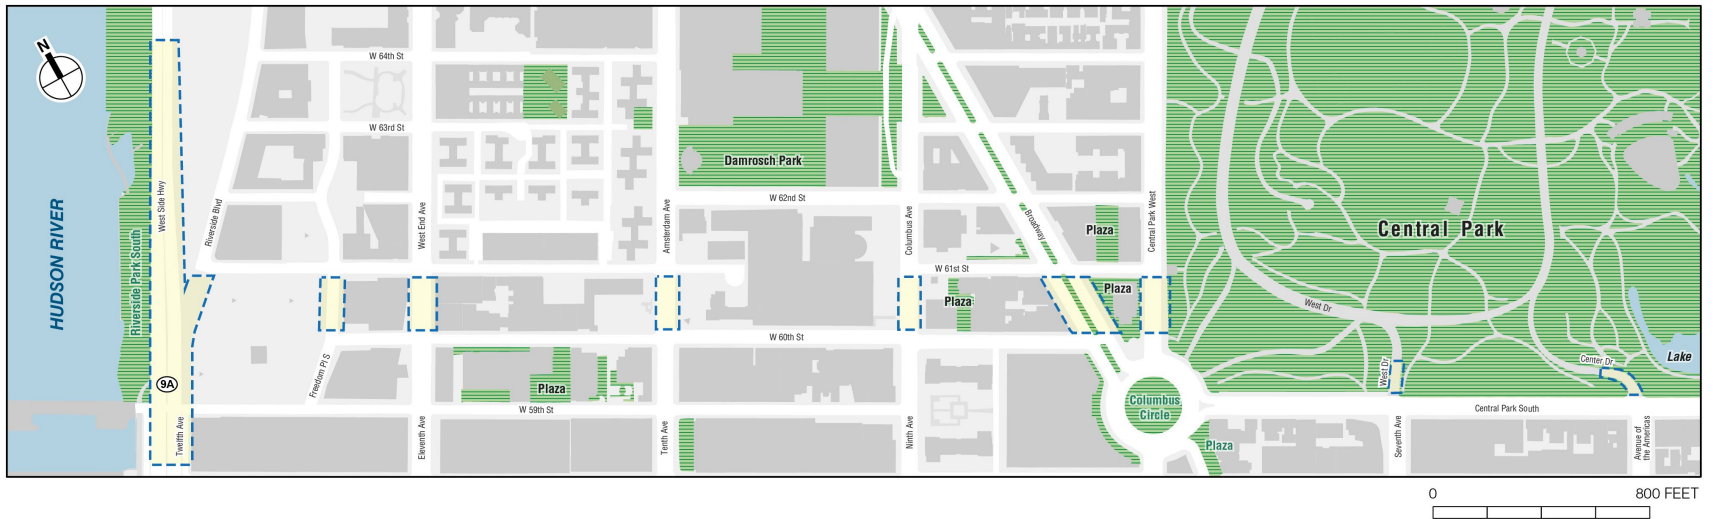 N
W 64th St
W 63rd St
Damrosch Park
W 62nd St
West Side Hwy
Riverside Blvd
West End Ave
Amsterdam Ave
Columbus Ave
Broadway
Central Park West
Plaza
Central Park
HUDSON RIVER
Riverside Park South
W 61st St
Plaza
Plaza
West Dr
W 60th St
Freedom Pl S
9A
Plaza
West Dr
Center Dr
Lake
Columbus
Circle
W 59th St
Central Park South
Twelfth Ave
Eleventh Ave
Tenth Ave
Ninth Ave
Plaza
Seventh Ave
Avenue of
the Americas
0
800 FEET